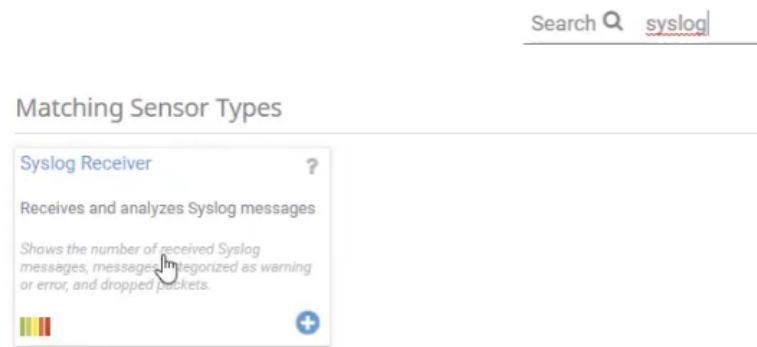 Search syslog
Matching Sensor Types
Syslog Receiver ?
Receives and analyzes Syslog messages
Shows the number of received Syslog
messages, messages categorized as warning
or error, and dropped packets.